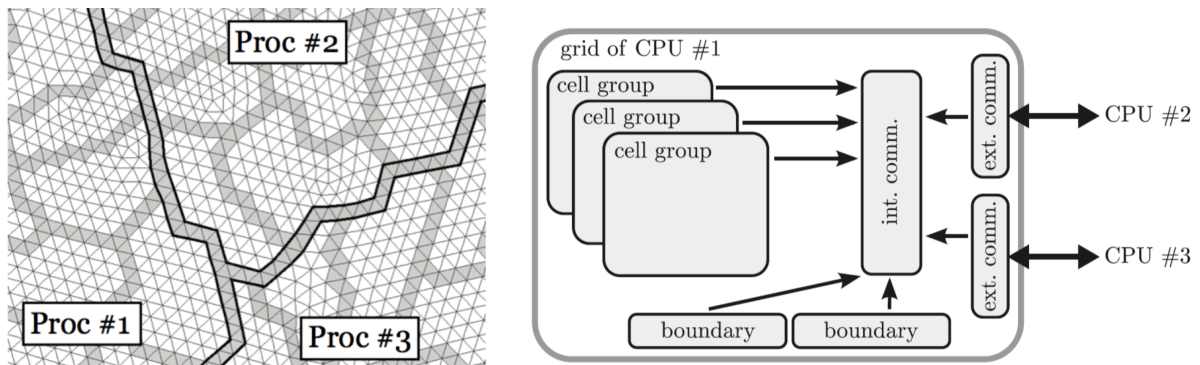 Proc #2
Proc #1
Proc #3
grid of CPU #1
cell group
cell group
cell group
int. comm.
ext. comm.
CPU #2
ext. comm.
CPU #3
boundary
boundary